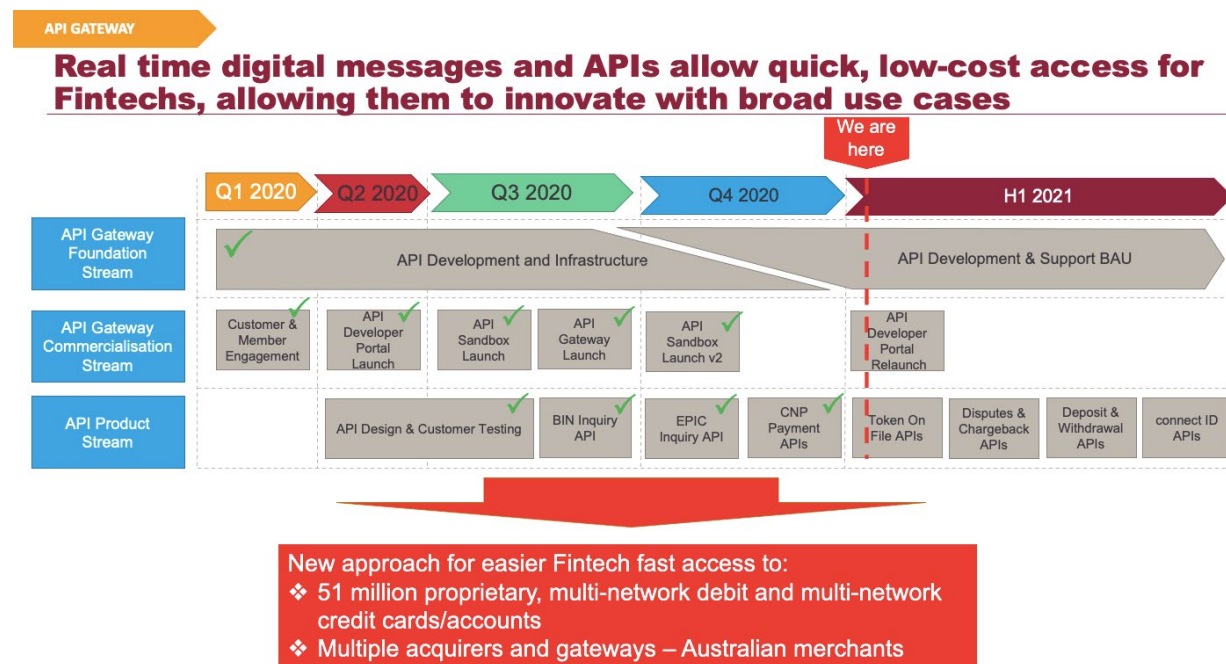 API GATEWAY
Real time digital messages and APIs allow quick, low-cost access for
Fintechs, allowing them to innovate with broad use cases
We are
here
Q1 2020
Q2 2020
Q3 2020
Q4 2020
H1 2021
API Gateway
Foundation
Stream
API Development and Infrastructure
API Development & Support BAU
API Gateway
Commercialisation
Stream
Customer &
Member
Engagement
API
Developer
Portal
Launch
API
Sandbox
Launch
API
Gateway
Launch
API
Sandbox
Launch v2
API
Developer
Portal
Relaunch
API Product
Stream
API Design & Customer Testing
BIN Inquiry
API
EPIC
Inquiry API
CNP
Payment
APIs
Token On
File APIs
Disputes &
Chargeback
APIs
Deposit &
Withdrawal
APIs
connect ID
APIs
New approach for easier Fintech fast access to:
❖ 51 million proprietary, multi-network debit and multi-network
credit cards/accounts
❖ Multiple acquirers and gateways – Australian merchants